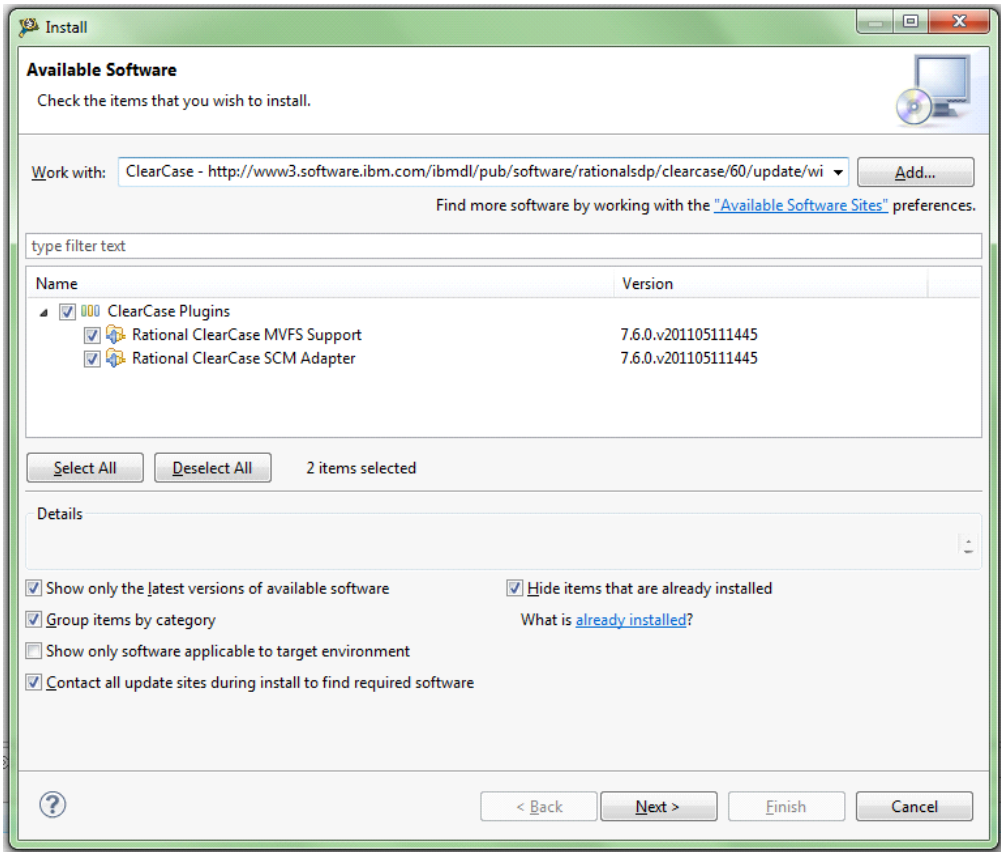 Install
Available Software
Check the items that you wish to install.
Work with: ClearCase - http://www3.software.ibm.com/ibmdl/pub/software/rationalsdp/clearcase/60/update/wi Add...
Find more software by working with the "Available Software Sites" preferences.
type filter text
Name Version
ClearCase Plugins
Rational ClearCase MVFS Support 7.6.0.v201105111445
Rational ClearCase SCM Adapter 7.6.0.v201105111445
Select All Deselect All 2 items selected
Details
Show only the latest versions of available software Hide items that are already installed
Group items by category What is already installed?
Show only software applicable to target environment
Contact all update sites during install to find required software
? < Back Next > Finish Cancel